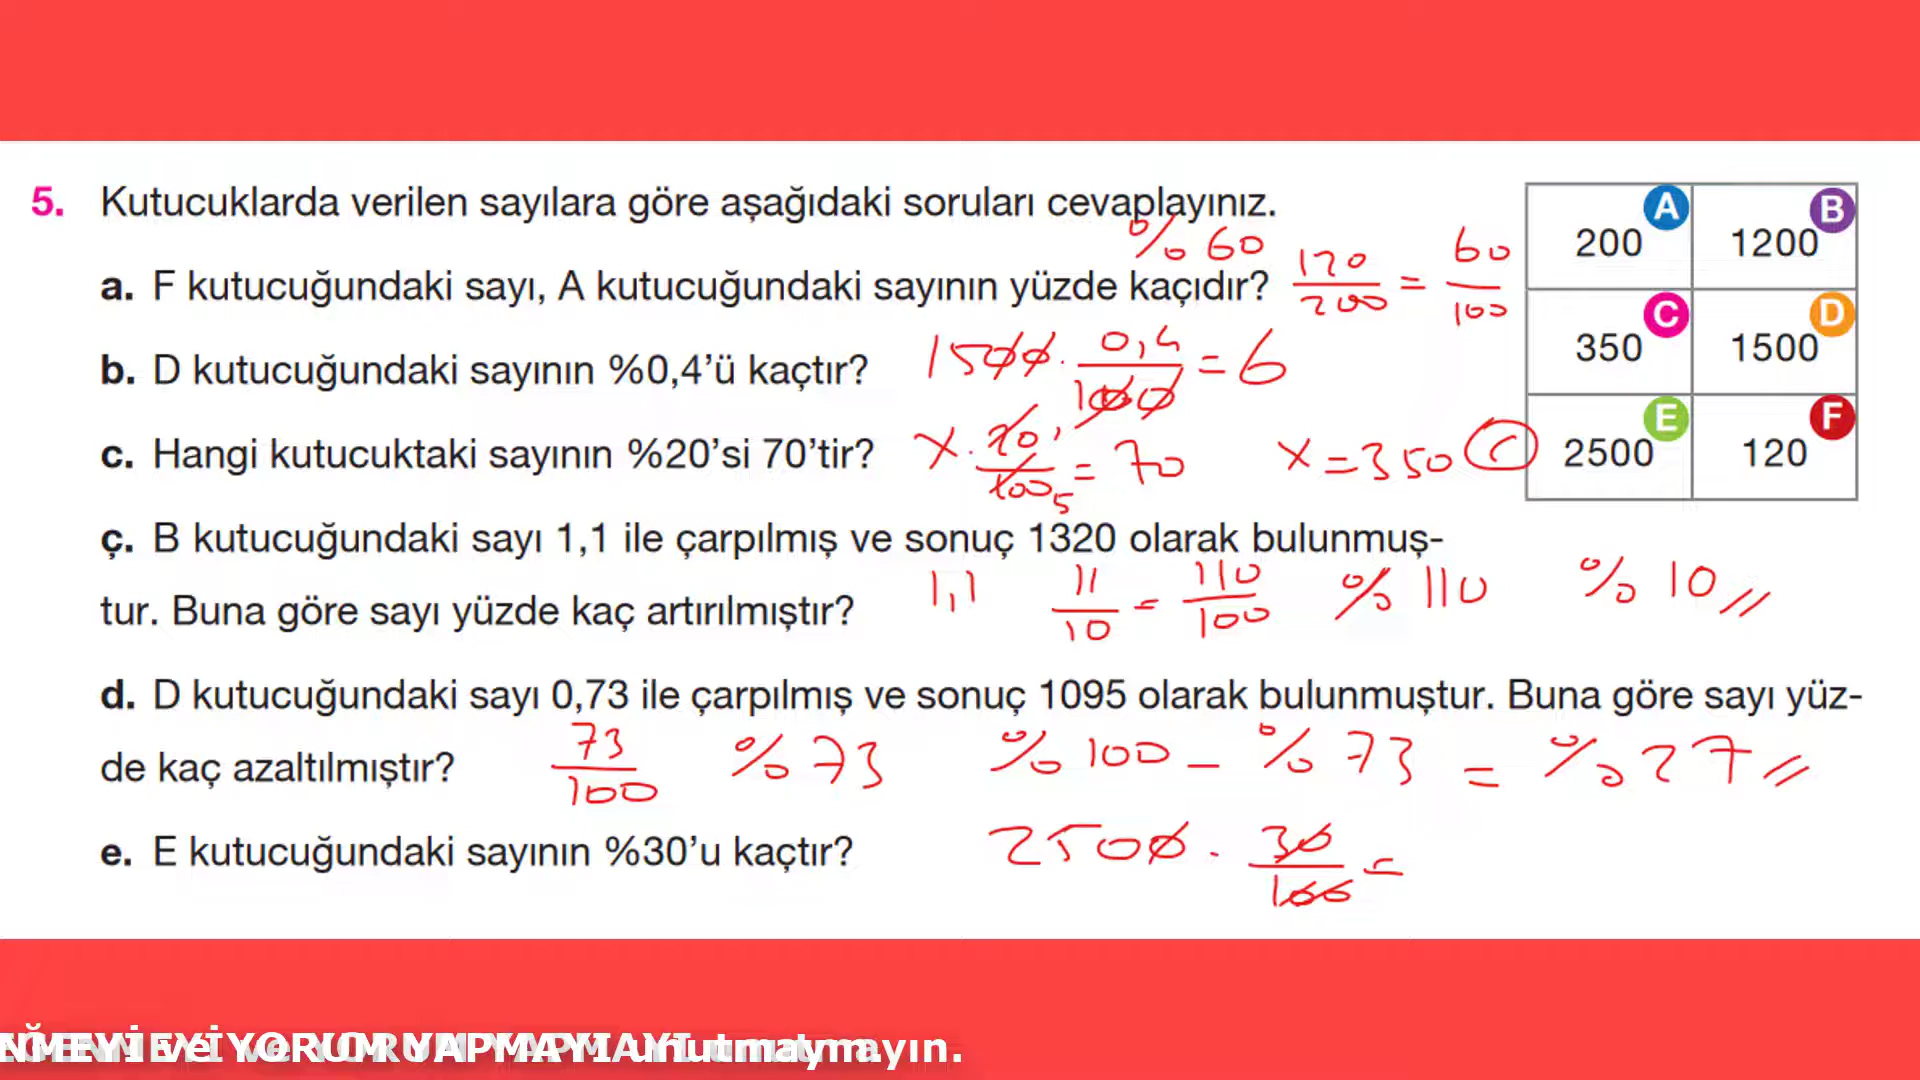 5. Kutucuklarda verilen sayılara göre aşağıdaki soruları cevaplayınız.
A
B
200 1200
% 60
a. F kutucuğundaki sayı, A kutucuğundaki sayının yüzde kaçıdır? 120/200 = 60/100
C
D
350 1500
b. D kutucuğundaki sayının %0,4'ü kaçtır? 1500 . 0,4/100 = 6
E
F
2500 120
c. Hangi kutucuktaki sayının %20'si 70'tir? x . 20/100 5 = 70 x = 350 C
ç. B kutucuğundaki sayı 1,1 ile çarpılmış ve sonuç 1320 olarak bulunmuş-
tur. Buna göre sayı yüzde kaç artırılmıştır? 1,1 11/10 = 110/100 % 110 % 10 //
d. D kutucuğundaki sayı 0,73 ile çarpılmış ve sonuç 1095 olarak bulunmuştur. Buna göre sayı yüz-
de kaç azaltılmıştır? 73/100 % 73 % 100 - % 73 = % 27 //
e. E kutucuğundaki sayının %30'u kaçtır? 2500 . 30/100 =
YORUM YAPMAYI unutmayın.